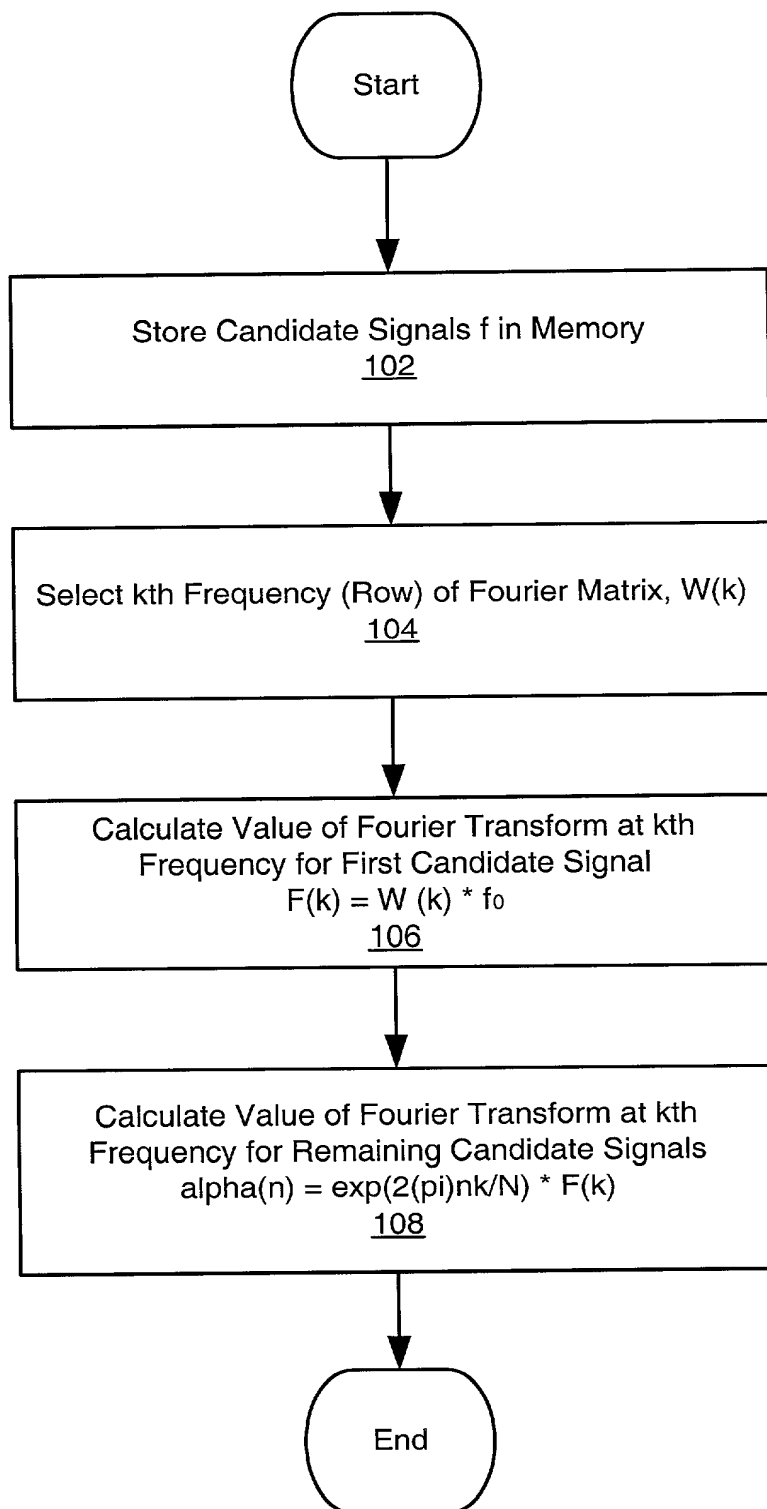 Start
Store Candidate Signals f in Memory
102
Select kth Frequency (Row) of Fourier Matrix, W(k)
104
Calculate Value of Fourier Transform at kth
Frequency for First Candidate Signal
F(k) = W (k) * f0
106
Calculate Value of Fourier Transform at kth
Frequency for Remaining Candidate Signals
alpha(n) = exp(2(pi)nk/N) * F(k)
108
End